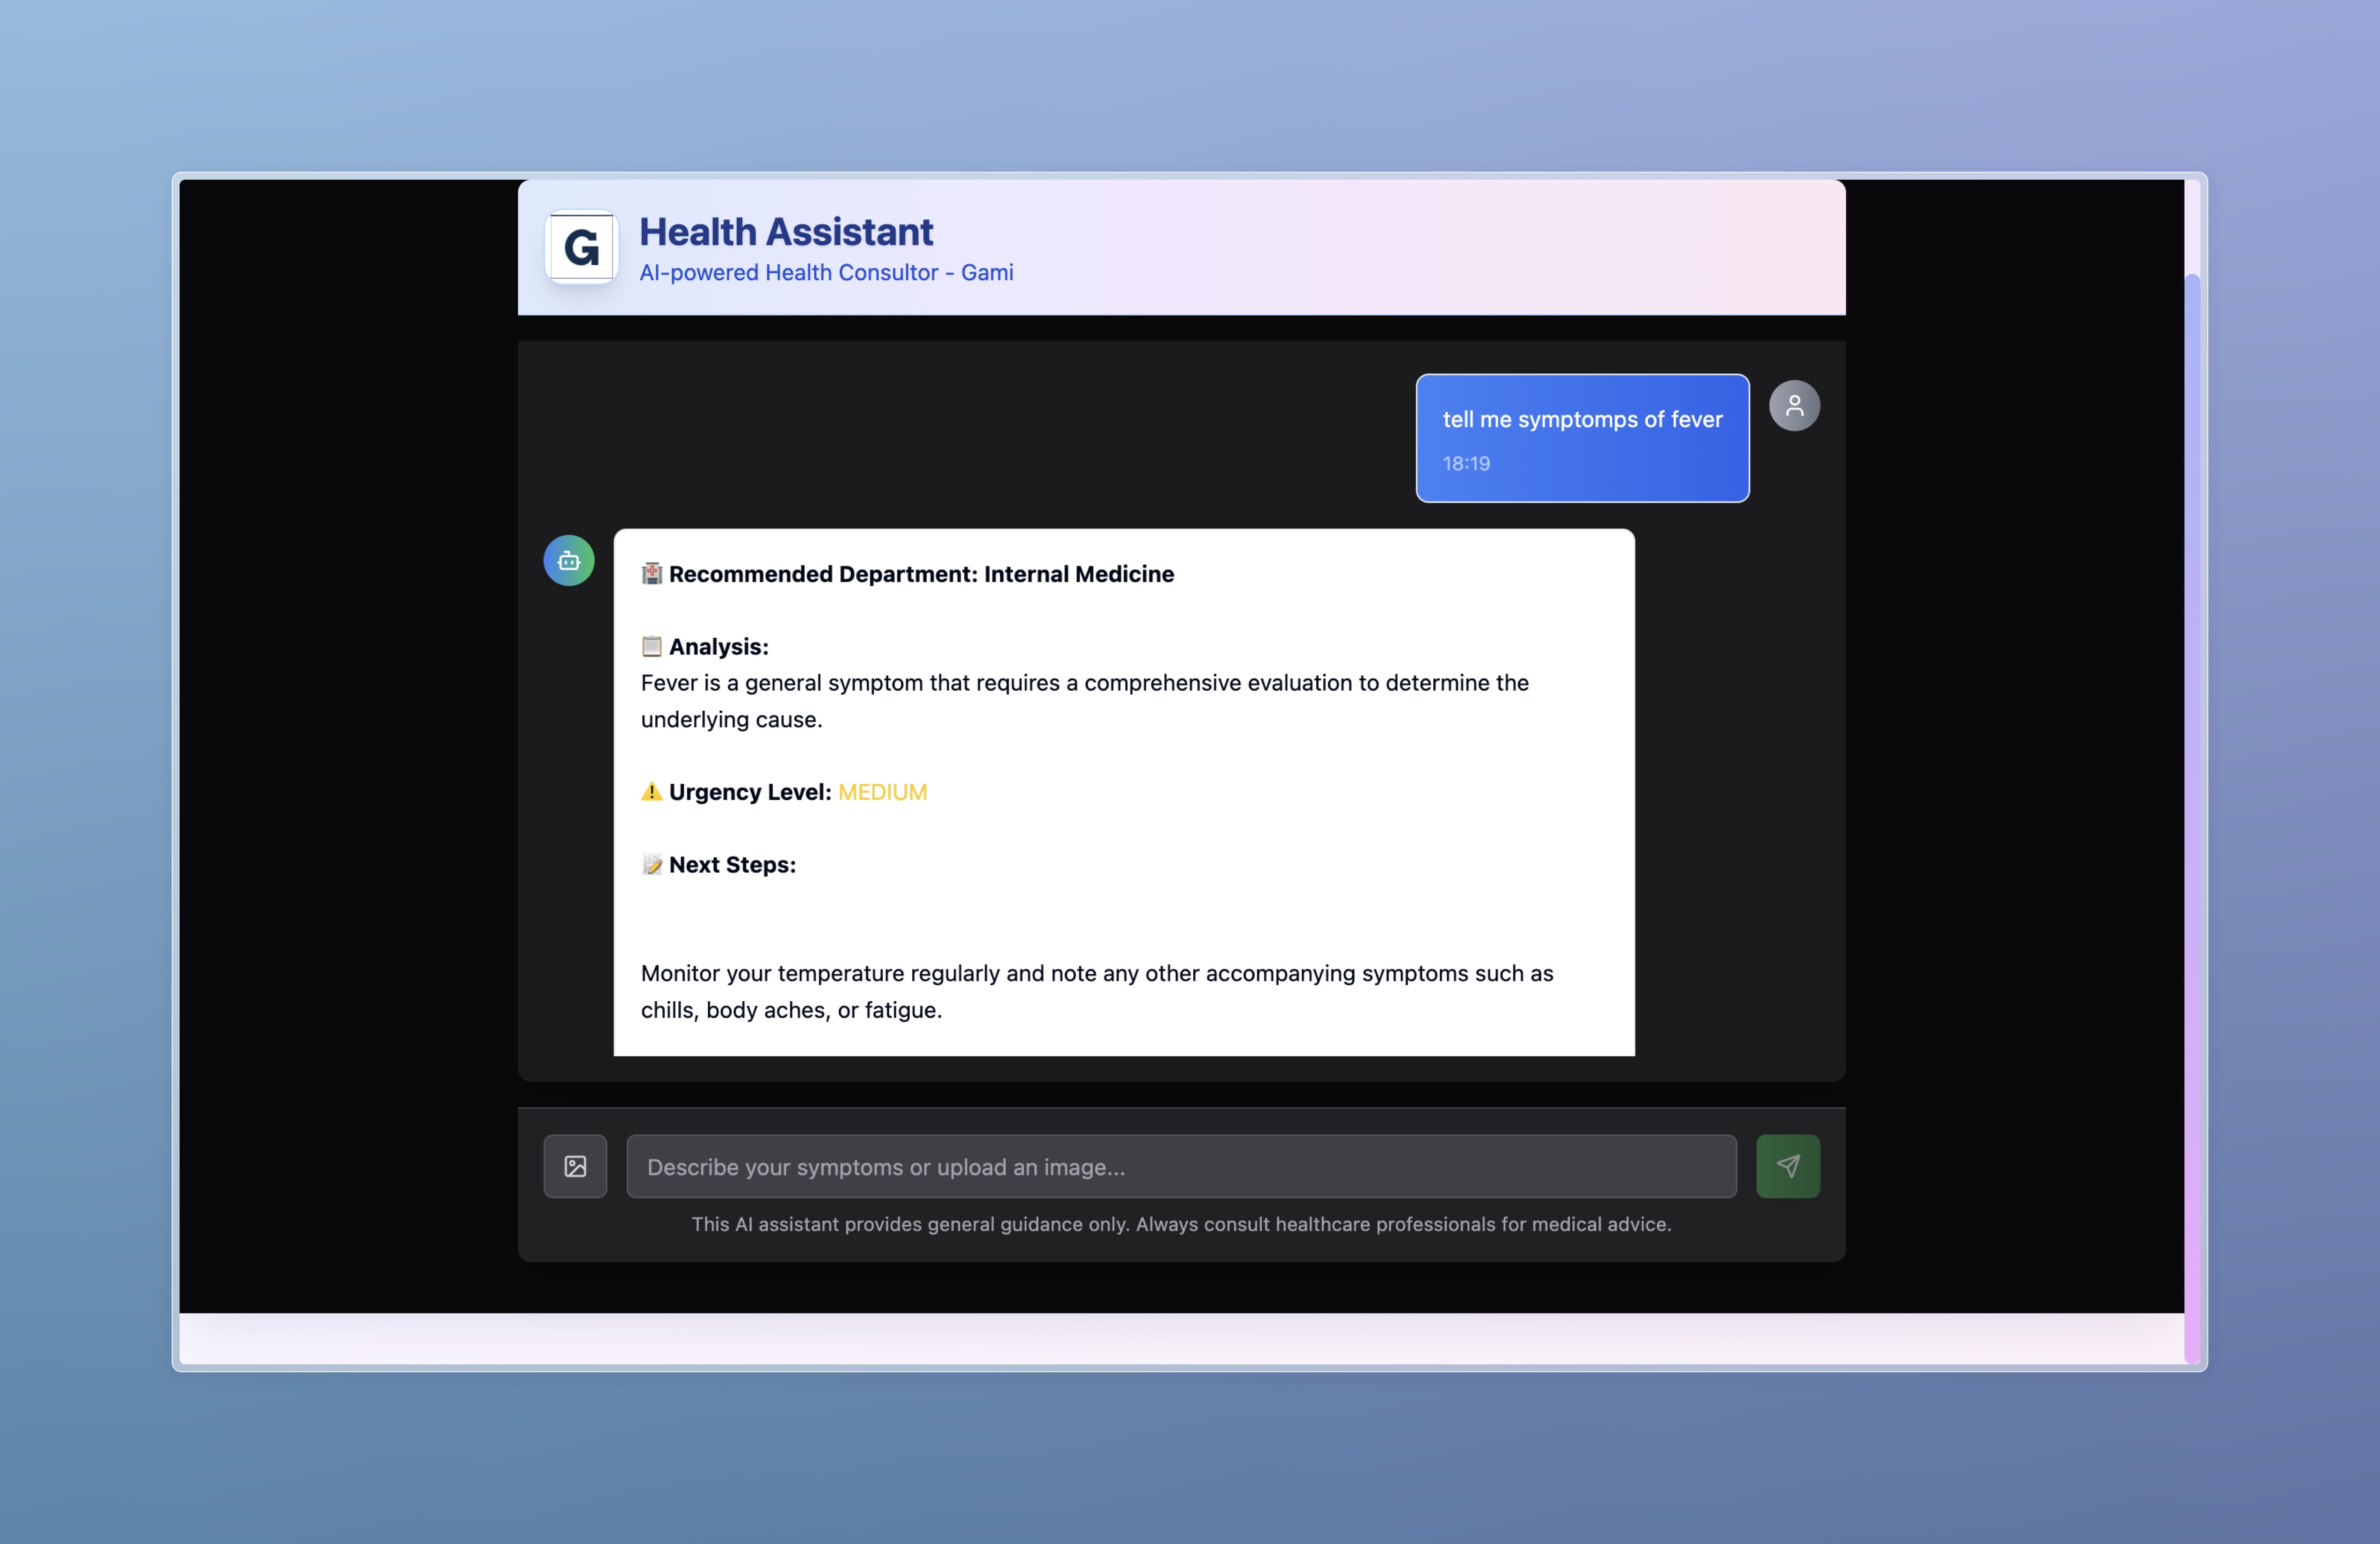 G
Health Assistant
AI-powered Health Consultor - Gami
tell me symptomps of fever
18:19
🏥 Recommended Department: Internal Medicine
📋 Analysis:
Fever is a general symptom that requires a comprehensive evaluation to determine the
underlying cause.
⚠️ Urgency Level: MEDIUM
📝 Next Steps:
Monitor your temperature regularly and note any other accompanying symptoms such as
chills, body aches, or fatigue.
Describe your symptoms or upload an image...
This AI assistant provides general guidance only. Always consult healthcare professionals for medical advice.